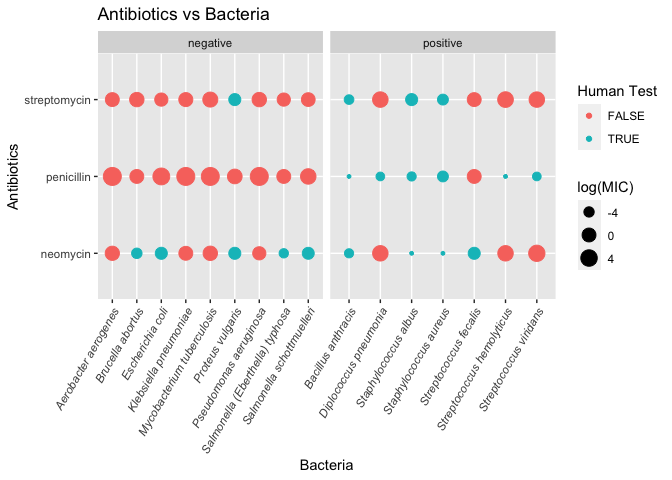 Antibiotics vs Bacteria
negative
positive
Antibiotics
streptomycin
penicillin
neomycin
Aerobacter aerogenes
Brucella abortus
Escherichia coli
Klebsiella pneumoniae
Mycobacterium tuberculosis
Proteus vulgaris
Pseudomonas aeruginosa
Salmonella (Eberthella) typhosa
Salmonella schottmuelleri
Bacillus anthracis
Diplococcus pneumonia
Staphylococcus albus
Staphylococcus aureus
Streptococcus fecalis
Streptococcus hemolyticus
Streptococcus viridans
Bacteria
Human Test
FALSE
TRUE
log(MIC)
-4
0
4